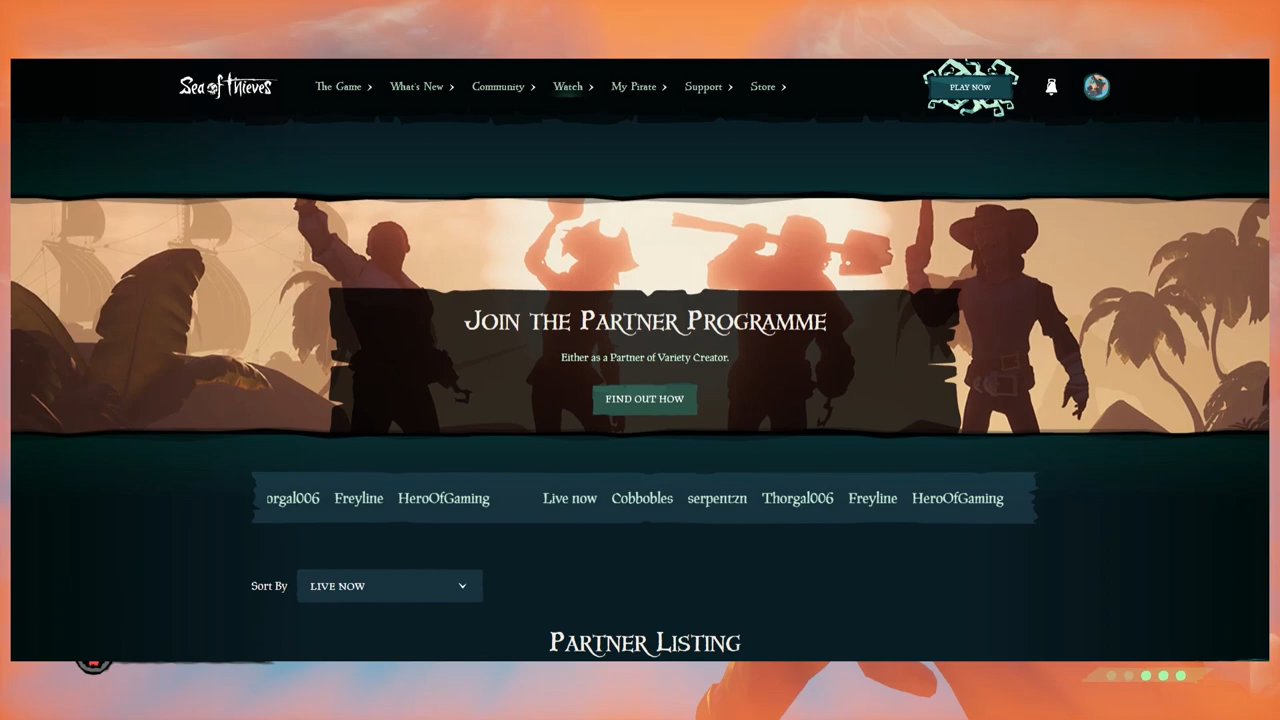 Sea of Thieves The Game What's New Community Watch My Pirate Support Store PLAY NOW
JOIN THE PARTNER PROGRAMME
Either as a Partner of Variety Creator.
FIND OUT HOW
orgal006 Freyline HeroOfGaming Live now Cobbobles serpentzn Thorgal006 Freyline HeroOfGaming
Sort By LIVE NOW
PARTNER LISTING